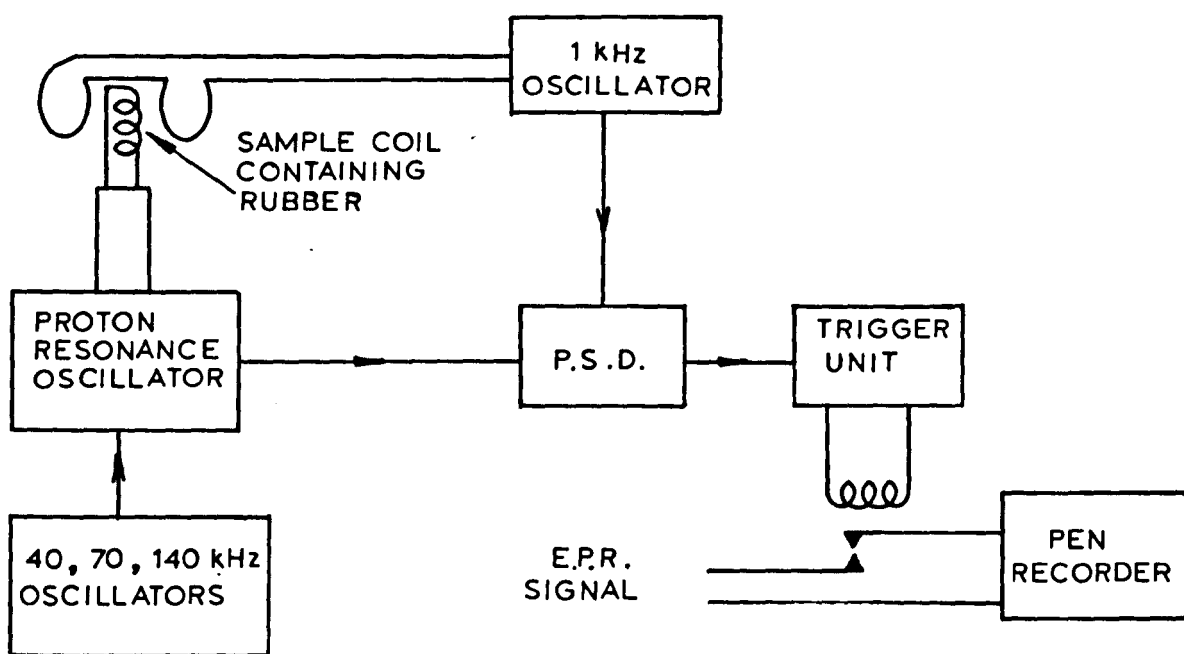 1 kHz
OSCILLATOR
SAMPLE COIL
CONTAINING
RUBBER
PROTON
RESONANCE
OSCILLATOR
P.S.D.
TRIGGER
UNIT
40, 70, 140 kHz
OSCILLATORS
E.P.R.
SIGNAL
PEN
RECORDER